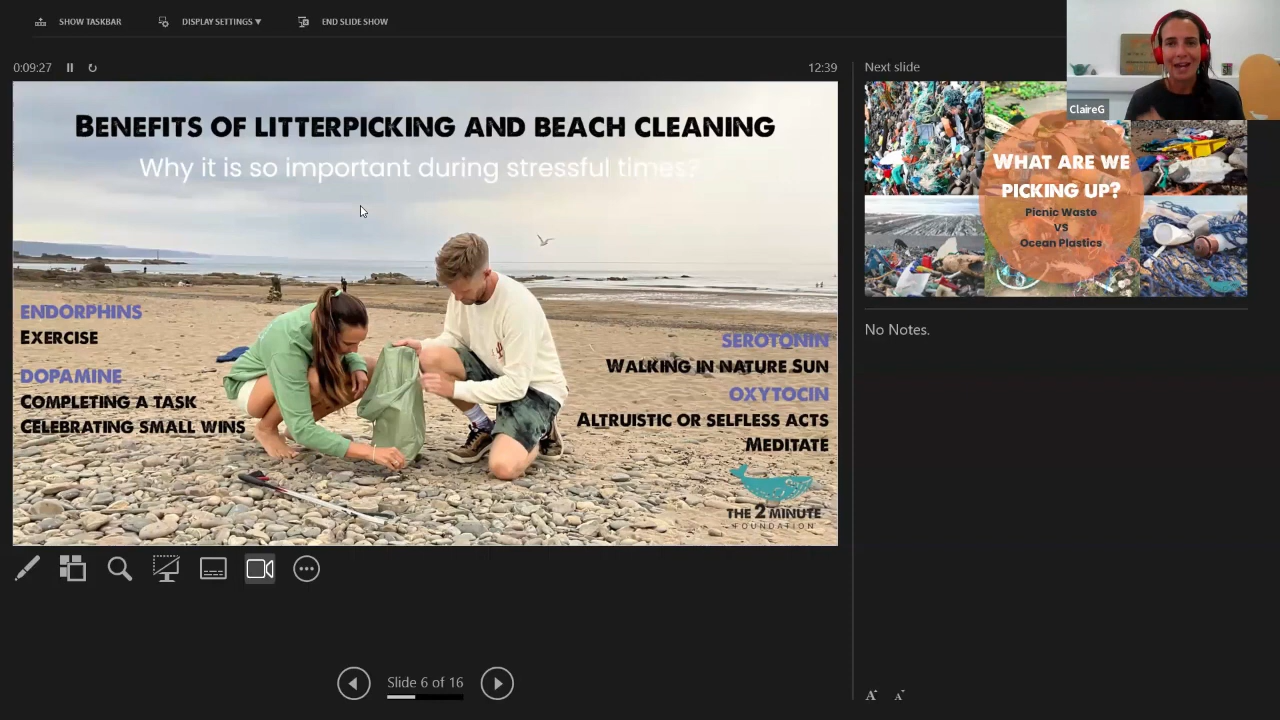 SHOW TASKBAR
DISPLAY SETTINGS ▼
END SLIDE SHOW
0:09:27
12:39
Next slide
ClaireG
BENEFITS OF LITTERPICKING AND BEACH CLEANING
Why it is so important during stressful times?
ENDORPHINS
EXERCISE
DOPAMINE
COMPLETING A TASK
CELEBRATING SMALL WINS
SEROTONIN
WALKING IN NATURE SUN
OXYTOCIN
ALTRUISTIC OR SELFLESS ACTS
MEDITATE
THE 2 MINUTE
FOUNDATION
WHAT ARE WE
PICKING UP?
Picnic Waste
VS
Ocean Plastics
No Notes.
Slide 6 of 16
A A